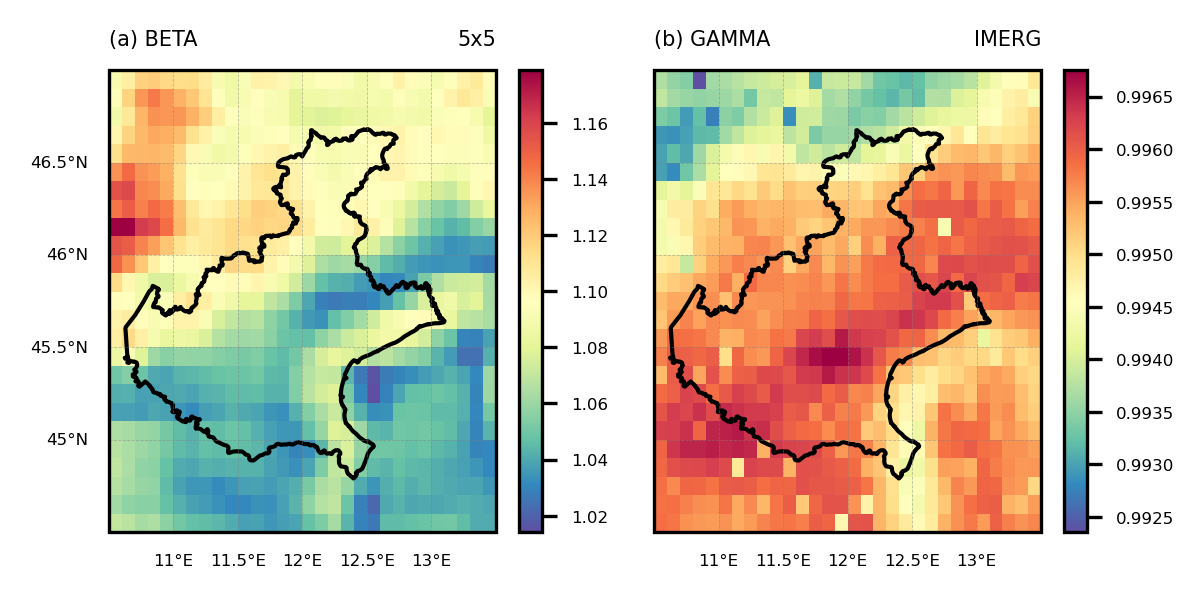 (a) BETA 5x5
(b) GAMMA IMERG
46.5°N
46°N
45.5°N
45°N
11°E 11.5°E 12°E 12.5°E 13°E
1.16
1.14
1.12
1.10
1.08
1.06
1.04
1.02
11°E 11.5°E 12°E 12.5°E 13°E
0.9965
0.9960
0.9955
0.9950
0.9945
0.9940
0.9935
0.9930
0.9925